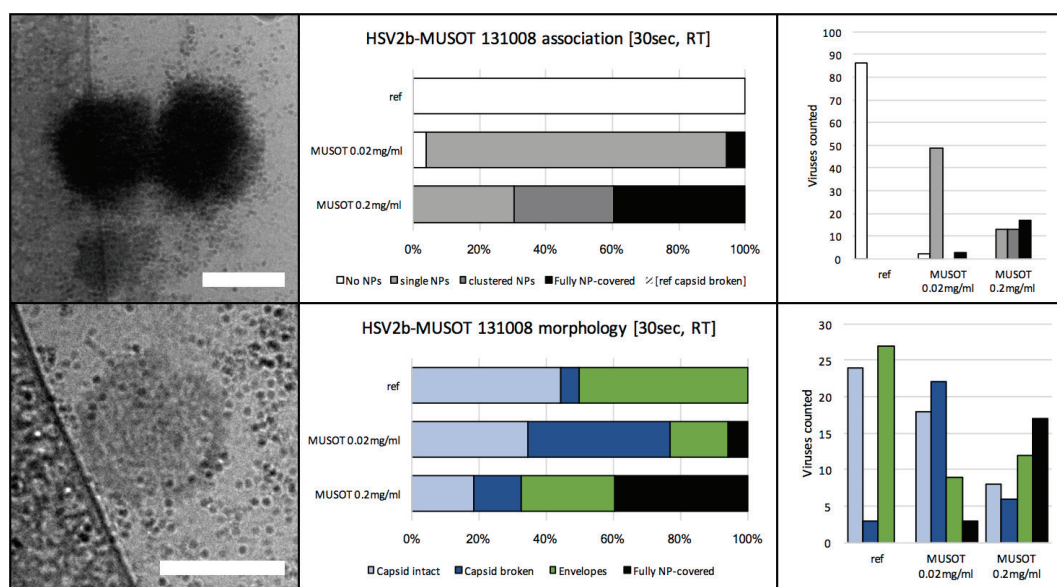 HSV2b-MUSOT 131008 association [30sec, RT]
ref
MUSOT 0.02mg/ml
MUSOT 0.2mg/ml
0% 20% 40% 60% 80% 100%
No NPs single NPs clustered NPs Fully NP-covered [ref capsid broken]
Viruses counted
100
90
80
70
60
50
40
30
20
10
0
ref MUSOT MUSOT
0.02mg/ml 0.2mg/ml
HSV2b-MUSOT 131008 morphology [30sec, RT]
ref
MUSOT 0.02mg/ml
MUSOT 0.2mg/ml
0% 20% 40% 60% 80% 100%
Capsid intact Capsid broken Envelopes Fully NP-covered
Viruses counted
30
25
20
15
10
5
0
ref MUSOT MUSOT
0.02mg/ml 0.2mg/ml